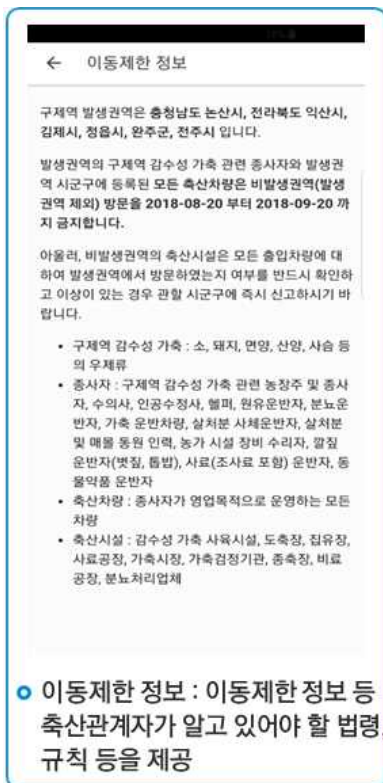 ← 이동제한 정보
구제역 발생권역은 충청남도 논산시, 전라북도 익산시,
김제시, 정읍시, 완주군, 전주시 입니다.
발생권역의 구제역 감수성 가축 관련 종사자와 발생권
역 시군구에 등록된 모든 축산차량은 비발생권역(발생
권역 제외) 방문을 2018-08-20 부터 2018-09-20 까
지 금지합니다.
아울러, 비발생권역의 축산시설은 모든 출입차량에 대
하여 발생권역에서 방문하였는지 여부를 반드시 확인하
고 이상이 있는 경우 관할 시군구에 즉시 신고하시기 바
랍니다.
• 구제역 감수성 가축 : 소, 돼지, 면양, 산양, 사슴 등
의 우제류
• 종사자 : 구제역 감수성 가축 관련 농장주 및 종사
자, 수의사, 인공수정사, 헬퍼, 원유운반자, 분뇨운
반자, 가축 운반차량, 살처분 사체운반자, 살처분
및 매몰 동원 인력, 농가 시설 장비 수리자, 깔짚
운반자(볏짚, 톱밥), 사료(조사료 포함) 운반자, 동
물약품 운반자
• 축산차량 : 종사자가 영업목적으로 운영하는 모든
차량
• 축산시설 : 감수성 가축 사육시설, 도축장, 집유장,
사료공장, 가축시장, 가축검정기관, 종축장, 비료
공장, 분뇨처리업체
이동제한 정보 : 이동제한 정보 등
축산관계자가 알고 있어야 할 법령,
규칙 등을 제공